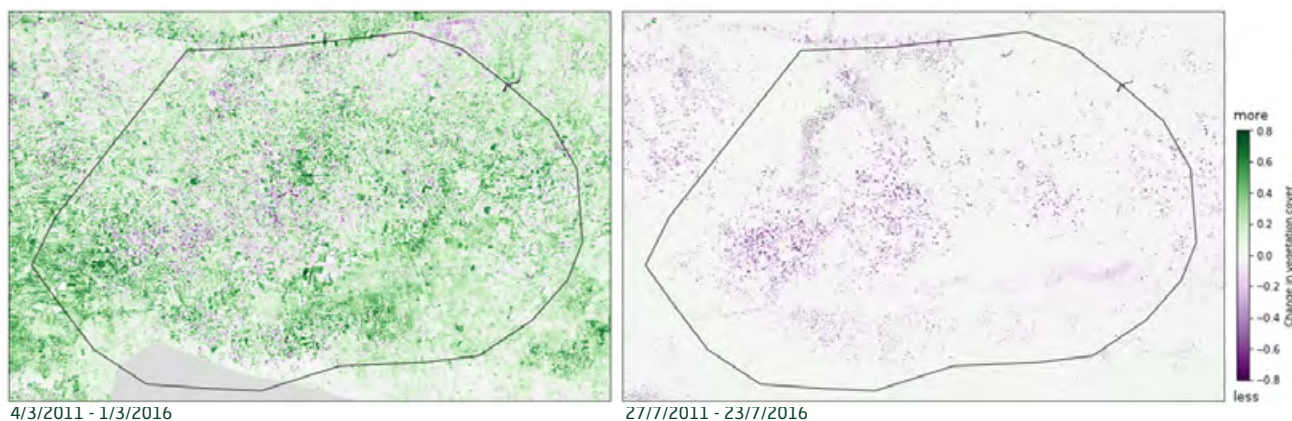 more
0.8
0.6
0.4
0.2
0.0
−0.2
−0.4
−0.6
−0.8
less
Change in vegetation cover
4/3/2011 - 1/3/2016
27/7/2011 - 23/7/2016